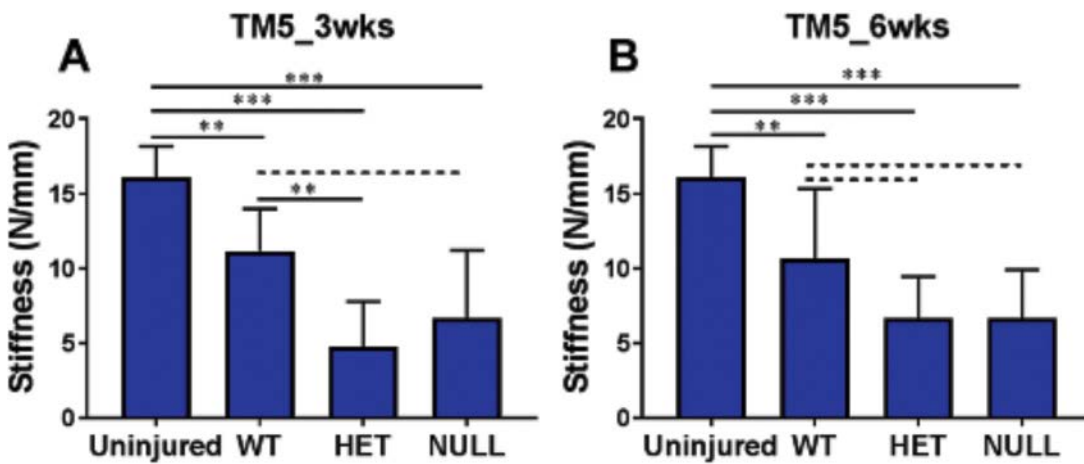 TM5_3wks
A
***
***
**
**
Stiffness (N/mm)
20
15
10
5
0
Uninjured WT HET NULL
TM5_6wks
B
***
***
**
Stiffness (N/mm)
20
15
10
5
0
Uninjured WT HET NULL